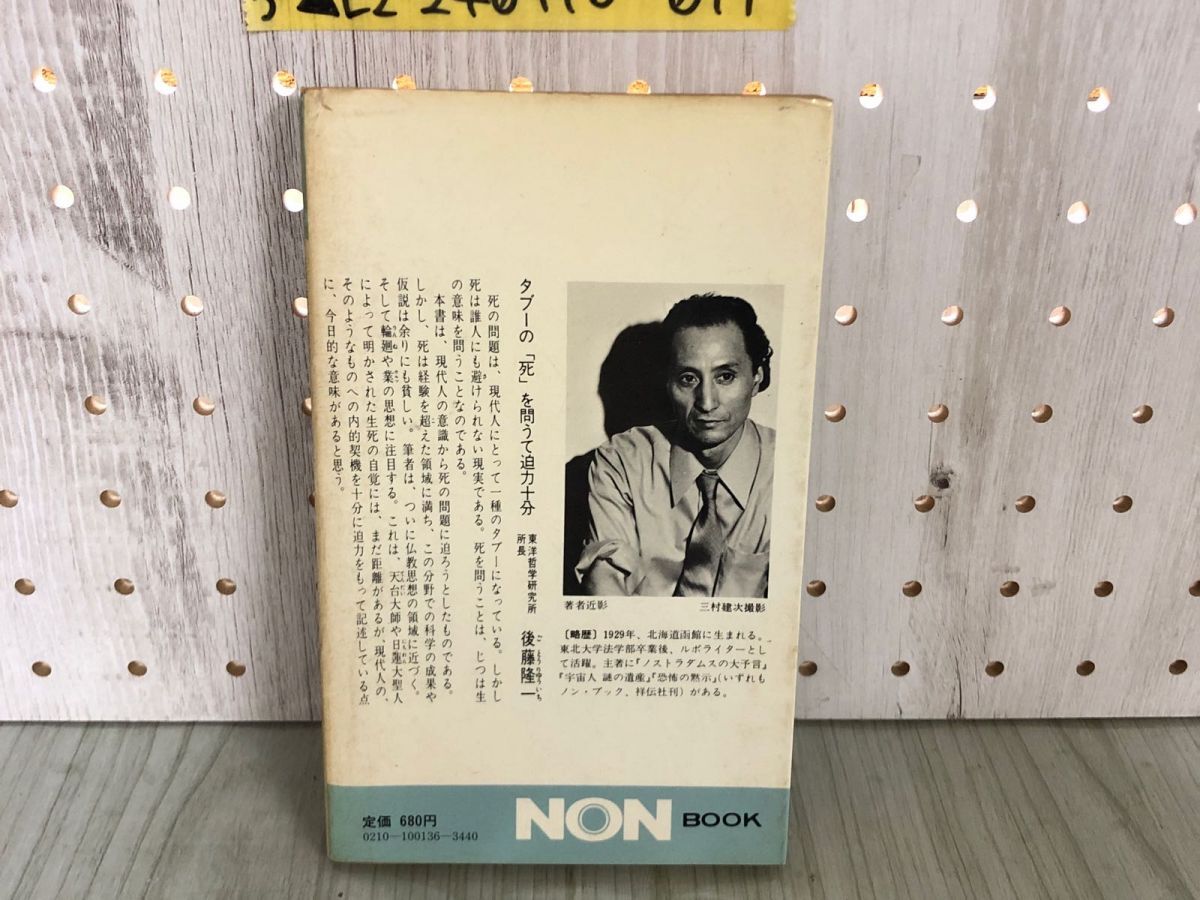 タブーの「死」を問うて迫力十分
東洋哲学研究所
所長
後藤隆一
ごとうりゅういち
死の問題は、現代人にとって一種のタブーになっている。しかし
死は誰人にも避けられない現実である。死を問うことは、じつは生
の意味を問うことなのである。
本書は、現代人の意識から死の問題に迫ろうとしたものである。
しかし、死は経験を超えた領域に満ち、この分野での科学の成果や
仮説は余りにも貧しい。筆者は、ついに仏教思想の領域に近づく。
そして輪廻や業の思想に注目する。これは、天台大師や日蓮大聖人
によって明かされた生死の自覚には、まだ距離があるが、現代人の、
そのようなものへの内的契機を十分に迫力をもって記述している点
に、今日的な意味があると思う。
著者近影
三村建次撮影
〔略歴〕1929年、北海道函館に生まれる。
東北大学法学部卒業後、ルポライターとし
て活躍。主著に『ノストラダムスの大予言』
『宇宙人 謎の遺産』『恐怖の黙示』(いずれも
ノン・ブック、祥伝社刊)がある。
定価 680円
0210—100136—3440
NON BOOK